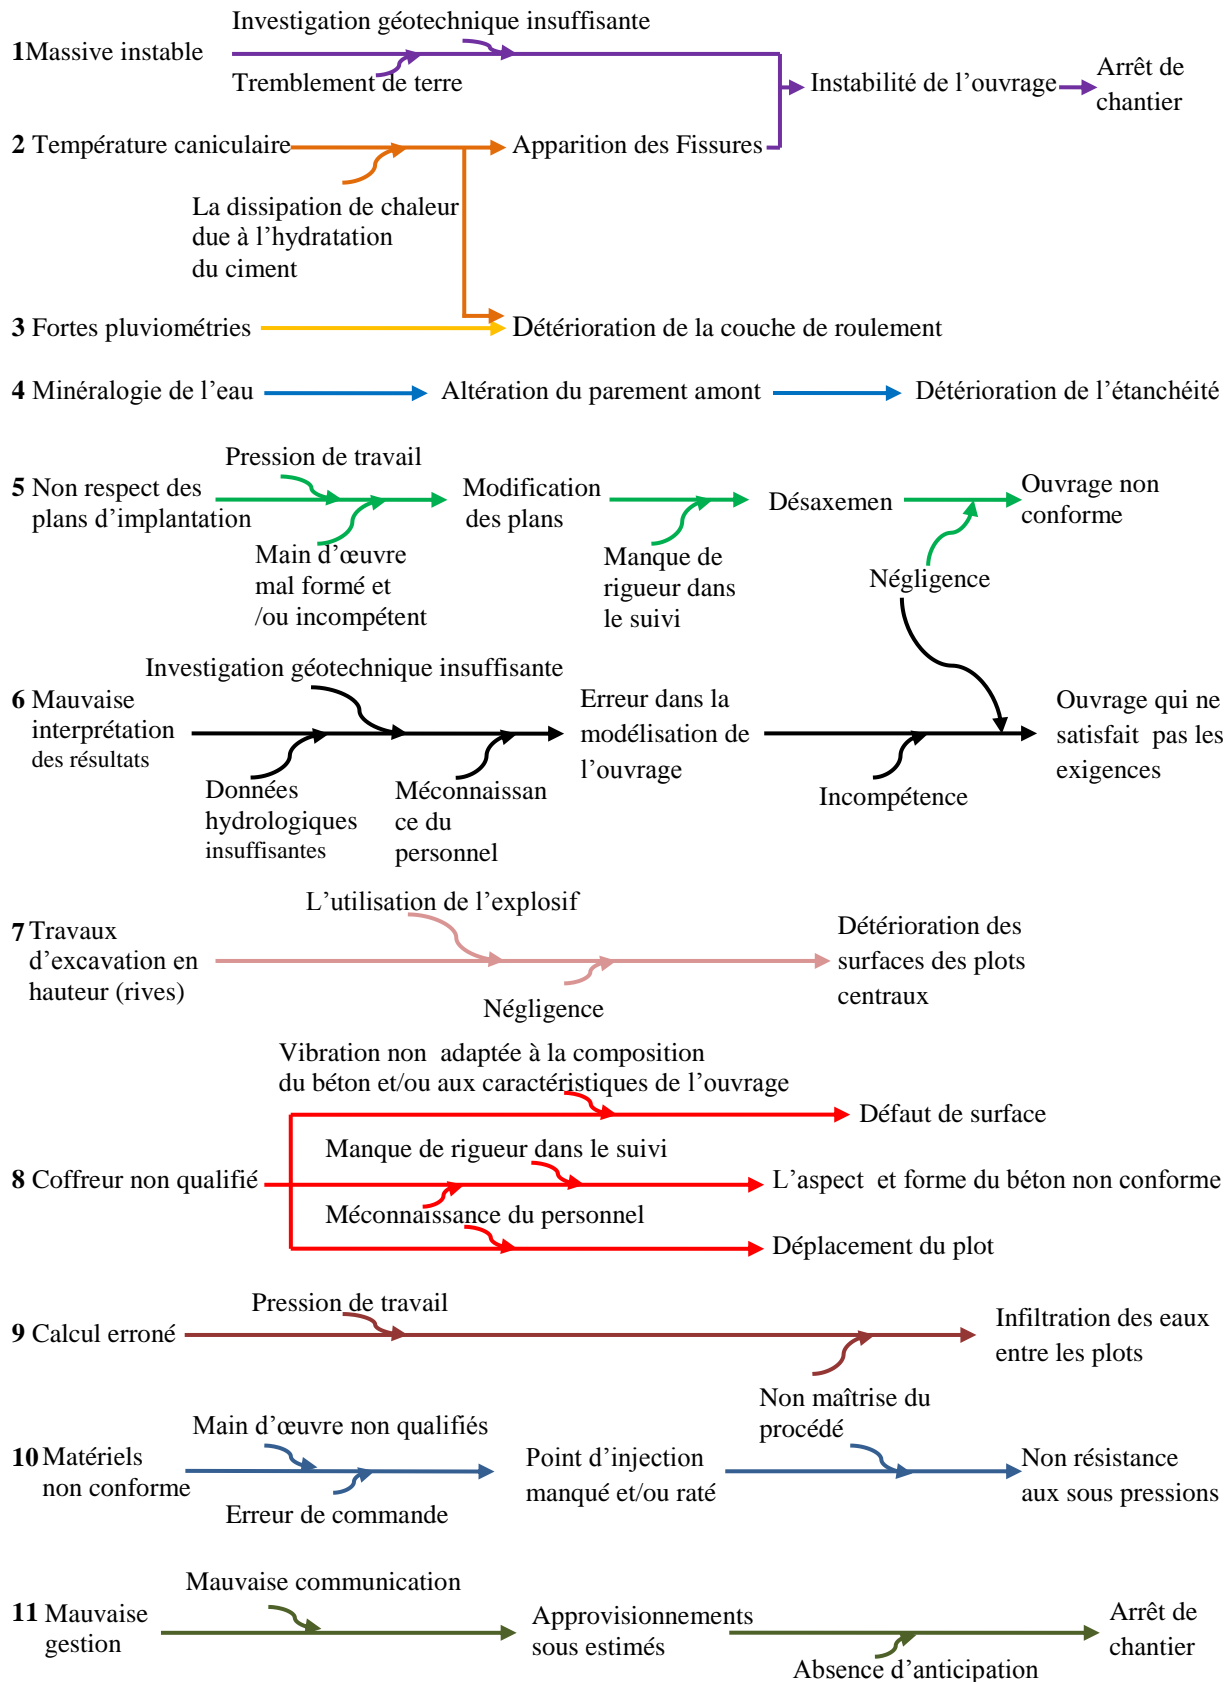 Investigation géotechnique insuffisante
1Massive instable
Tremblement de terre
Instabilité de l’ouvrage
Arrêt de
chantier
2 Température caniculaire
Apparition des Fissures
La dissipation de chaleur
due à l’hydratation
du ciment
3 Fortes pluviométries
Détérioration de la couche de roulement
4 Minéralogie de l’eau
Altération du parement amont
Détérioration de l’étanchéité
Pression de travail
5 Non respect des
plans d’implantation
Main d’œuvre
mal formé et
/ou incompétent
Modification
des plans
Manque de
rigueur dans
le suivi
Désaxemen
Négligence
Ouvrage non
conforme
Investigation géotechnique insuffisante
6 Mauvaise
interprétation
des résultats
Données
hydrologiques
insuffisantes
Méconnaissan
ce du
personnel
Erreur dans la
modélisation de
l’ouvrage
Incompétence
Ouvrage qui ne
satisfait pas les
exigences
L’utilisation de l’explosif
7 Travaux
d’excavation en
hauteur (rives)
Négligence
Détérioration des
surfaces des plots
centraux
Vibration non adaptée à la composition
du béton et/ou aux caractéristiques de l’ouvrage
Défaut de surface
Manque de rigueur dans le suivi
8 Coffreur non qualifié
L’aspect et forme du béton non conforme
Méconnaissance du personnel
Déplacement du plot
Pression de travail
9 Calcul erroné
Infiltration des eaux
entre les plots
Non maîtrise du
procédé
Main d’œuvre non qualifiés
10 Matériels
non conforme
Erreur de commande
Point d’injection
manqué et/ou raté
Non résistance
aux sous pressions
Mauvaise communication
11 Mauvaise
gestion
Approvisionnements
sous estimés
Absence d’anticipation
Arrêt de
chantier